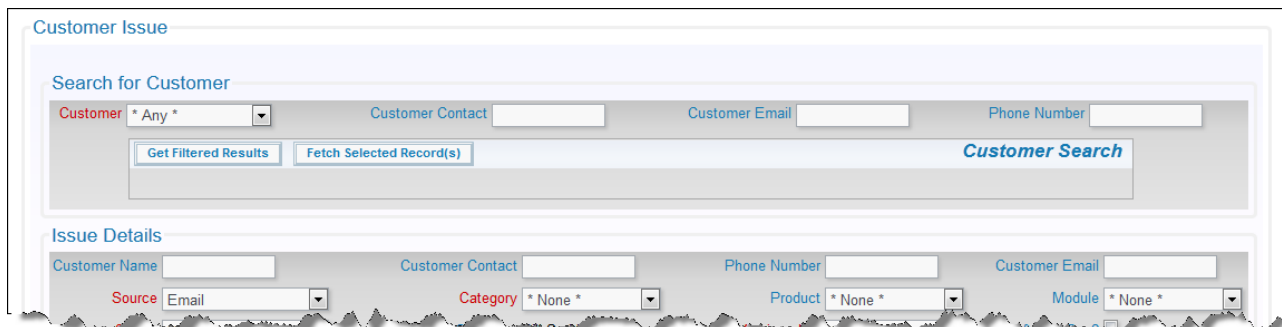 Customer Issue
Search for Customer
Customer * Any * Customer Contact Customer Email Phone Number
Get Filtered Results Fetch Selected Record(s) Customer Search
Issue Details
Customer Name Customer Contact Phone Number Customer Email
Source Email Category * None * Product * None * Module * None *